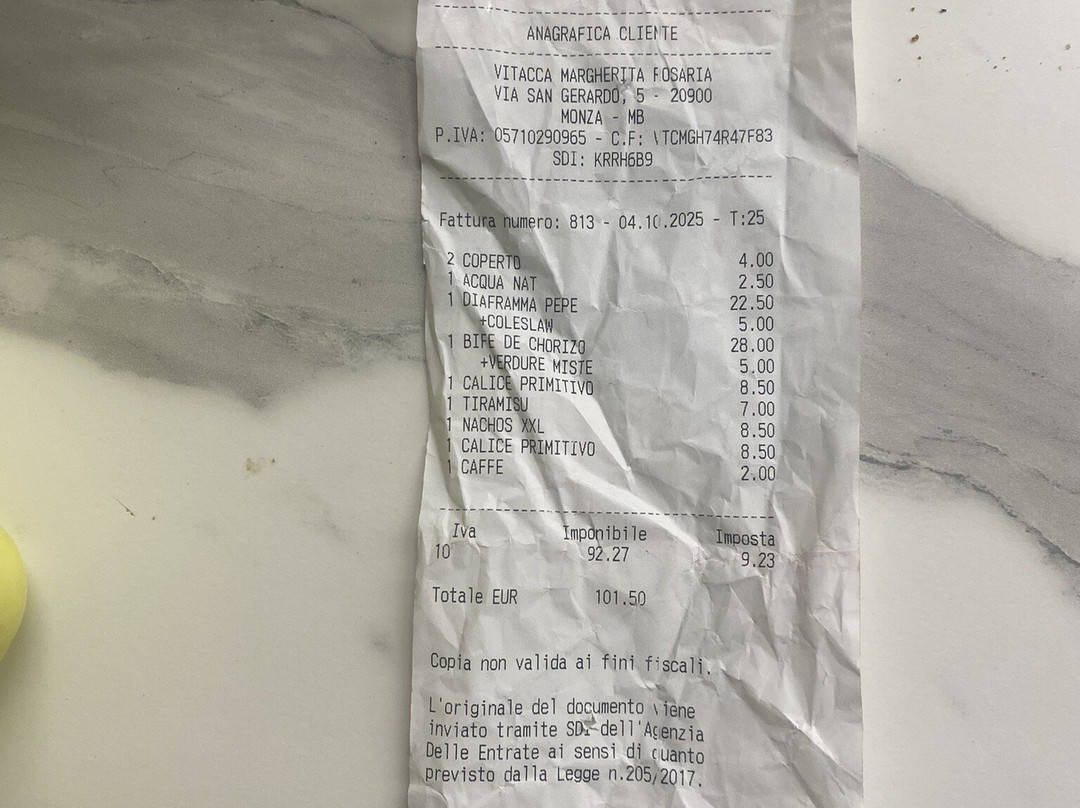 ANAGRAFICA CLIENTE
VITACCA MARGHERITA ROSARIA
VIA SAN GERARDO, 5 - 20900
MONZA - MB
P.IVA: 05710290965 - C.F: VTCMGH74R47F83
SDI: KRRH6B9
Fattura numero: 813 - 04.10.2025 - T:25
2 COPERTO 4.00
1 ACQUA NAT 2.50
1 DIAFRAMMA PEPE 22.50
+COLESLAW 5.00
1 BIFE DE CHORIZO 28.00
+VERDURE MISTE 5.00
1 CALICE PRIMITIVO 8.50
1 TIRAMISU 7.00
1 NACHOS XXL 8.50
1 CALICE PRIMITIVO 8.50
1 CAFFE 2.00
Iva Imponibile Imposta
10 92.27 9.23
Totale EUR 101.50
Copia non valida ai fini fiscali.
L'originale del documento viene
inviato tramite SDI dell'Agenzia
Delle Entrate ai sensi di quanto
previsto dalla Legge n.205/2017.